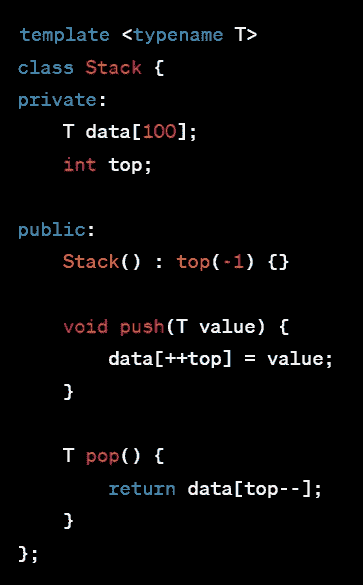 template <typename T>
class Stack {
private:
    T data[100];
    int top;

public:
    Stack() : top(-1) {}

    void push(T value) {
        data[++top] = value;
    }

    T pop() {
        return data[top--];
    }
};